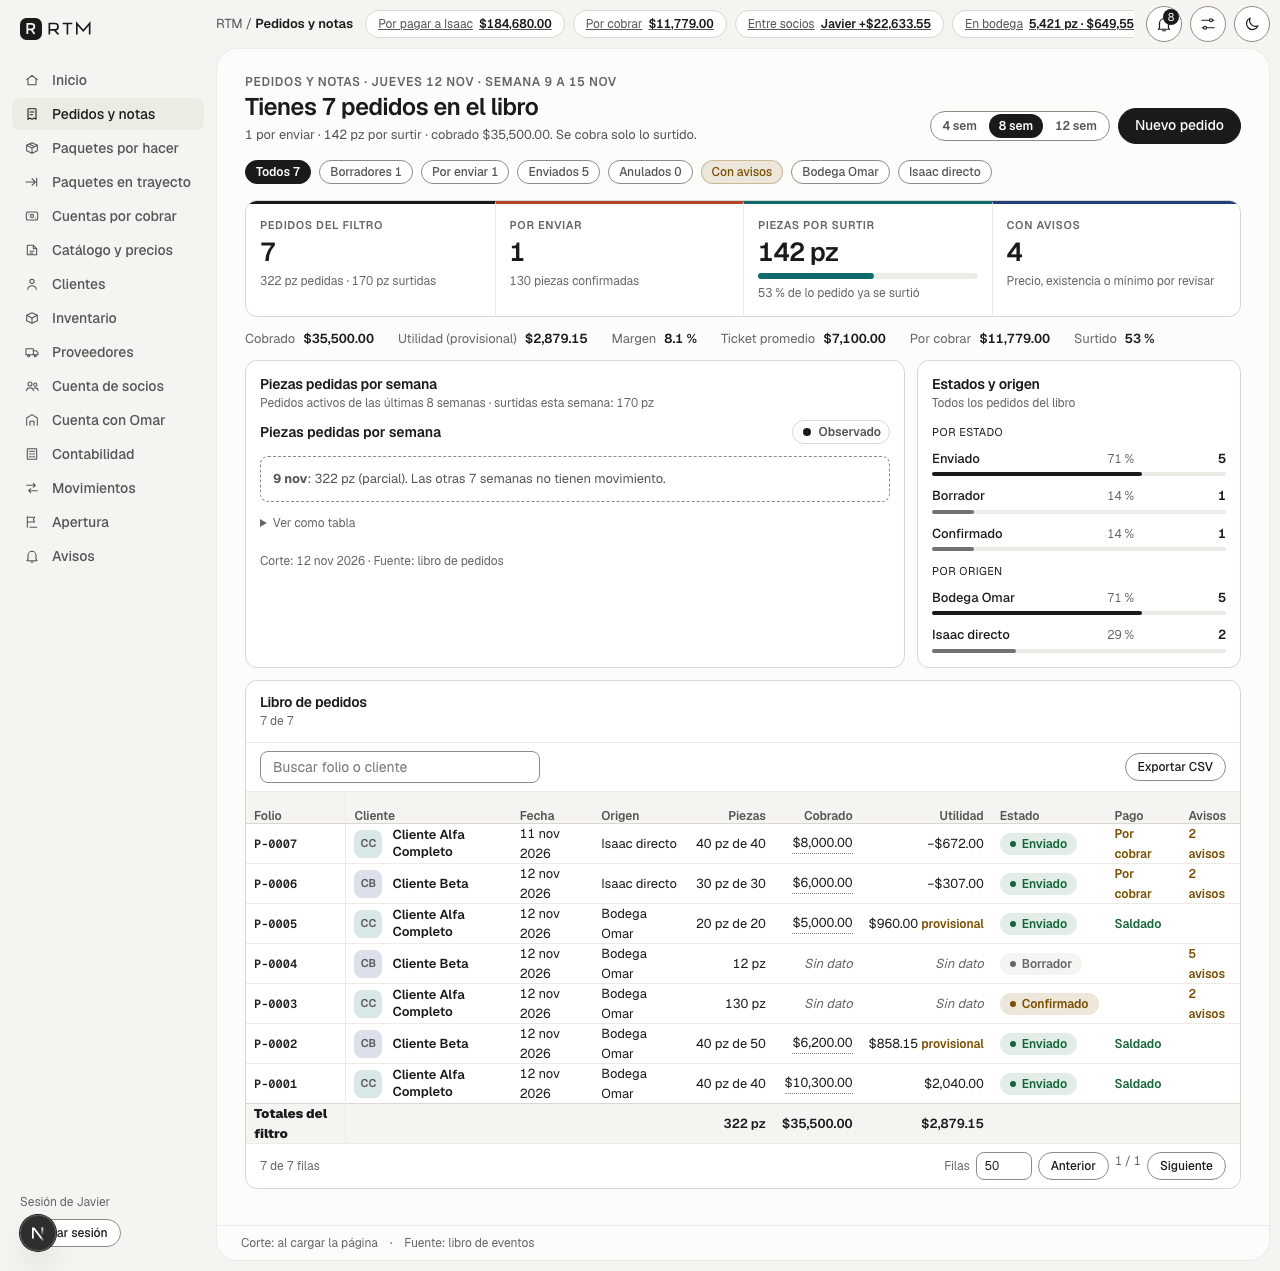 RTM
RTM / Pedidos y notas
Por pagar a Isaac $184,680.00
Por cobrar $11,779.00
Entre socios Javier +$22,633.55
En bodega 5,421 pz · $649,55
8
Inicio
Pedidos y notas
Paquetes por hacer
Paquetes en trayecto
Cuentas por cobrar
Catálogo y precios
Clientes
Inventario
Proveedores
Cuenta de socios
Cuenta con Omar
Contabilidad
Movimientos
Apertura
Avisos
Sesión de Javier
N
ar sesión
PEDIDOS Y NOTAS · JUEVES 12 NOV · SEMANA 9 A 15 NOV
Tienes 7 pedidos en el libro
1 por enviar · 142 pz por surtir · cobrado $35,500.00. Se cobra solo lo surtido.
4 sem 8 sem 12 sem
Nuevo pedido
Todos 7
Borradores 1
Por enviar 1
Enviados 5
Anulados 0
Con avisos
Bodega Omar
Isaac directo
PEDIDOS DEL FILTRO
7
322 pz pedidas · 170 pz surtidas
POR ENVIAR
1
130 piezas confirmadas
PIEZAS POR SURTIR
142 pz
53 % de lo pedido ya se surtió
CON AVISOS
4
Precio, existencia o mínimo por revisar
Cobrado $35,500.00 Utilidad (provisional) $2,879.15 Margen 8.1 % Ticket promedio $7,100.00 Por cobrar $11,779.00 Surtido 53 %
Piezas pedidas por semana
Pedidos activos de las últimas 8 semanas · surtidas esta semana: 170 pz
Piezas pedidas por semana
Observado
9 nov: 322 pz (parcial). Las otras 7 semanas no tienen movimiento.
Ver como tabla
Corte: 12 nov 2026 · Fuente: libro de pedidos
Estados y origen
Todos los pedidos del libro
POR ESTADO
Enviado 71 % 5
Borrador 14 % 1
Confirmado 14 % 1
POR ORIGEN
Bodega Omar 71 % 5
Isaac directo 29 % 2
Libro de pedidos
7 de 7
Buscar folio o cliente
Exportar CSV
Folio Cliente Fecha Origen Piezas Cobrado Utilidad Estado Pago Avisos
P-0007 CC Cliente Alfa Completo 11 nov 2026 Isaac directo 40 pz de 40 $8,000.00 −$672.00 Enviado Por cobrar 2 avisos
P-0006 CB Cliente Beta 12 nov 2026 Isaac directo 30 pz de 30 $6,000.00 −$307.00 Enviado Por cobrar 2 avisos
P-0005 CC Cliente Alfa Completo 12 nov 2026 Bodega Omar 20 pz de 20 $5,000.00 $960.00 provisional Enviado Saldado
P-0004 CB Cliente Beta 12 nov 2026 Bodega Omar 12 pz Sin dato Sin dato Borrador 5 avisos
P-0003 CC Cliente Alfa Completo 12 nov 2026 Bodega Omar 130 pz Sin dato Sin dato Confirmado 2 avisos
P-0002 CB Cliente Beta 12 nov 2026 Bodega Omar 40 pz de 50 $6,200.00 $858.15 provisional Enviado Saldado
P-0001 CC Cliente Alfa Completo 12 nov 2026 Bodega Omar 40 pz de 40 $10,300.00 $2,040.00 Enviado Saldado
Totales del filtro 322 pz $35,500.00 $2,879.15
7 de 7 filas
Filas 50 Anterior 1 / 1 Siguiente
Corte: al cargar la página · Fuente: libro de eventos